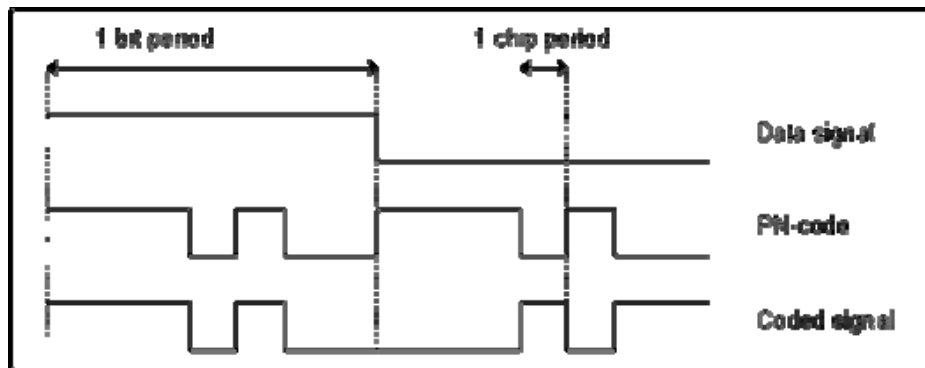 1 bit period
1 chip period
Data signal
PN-code
Coded signal